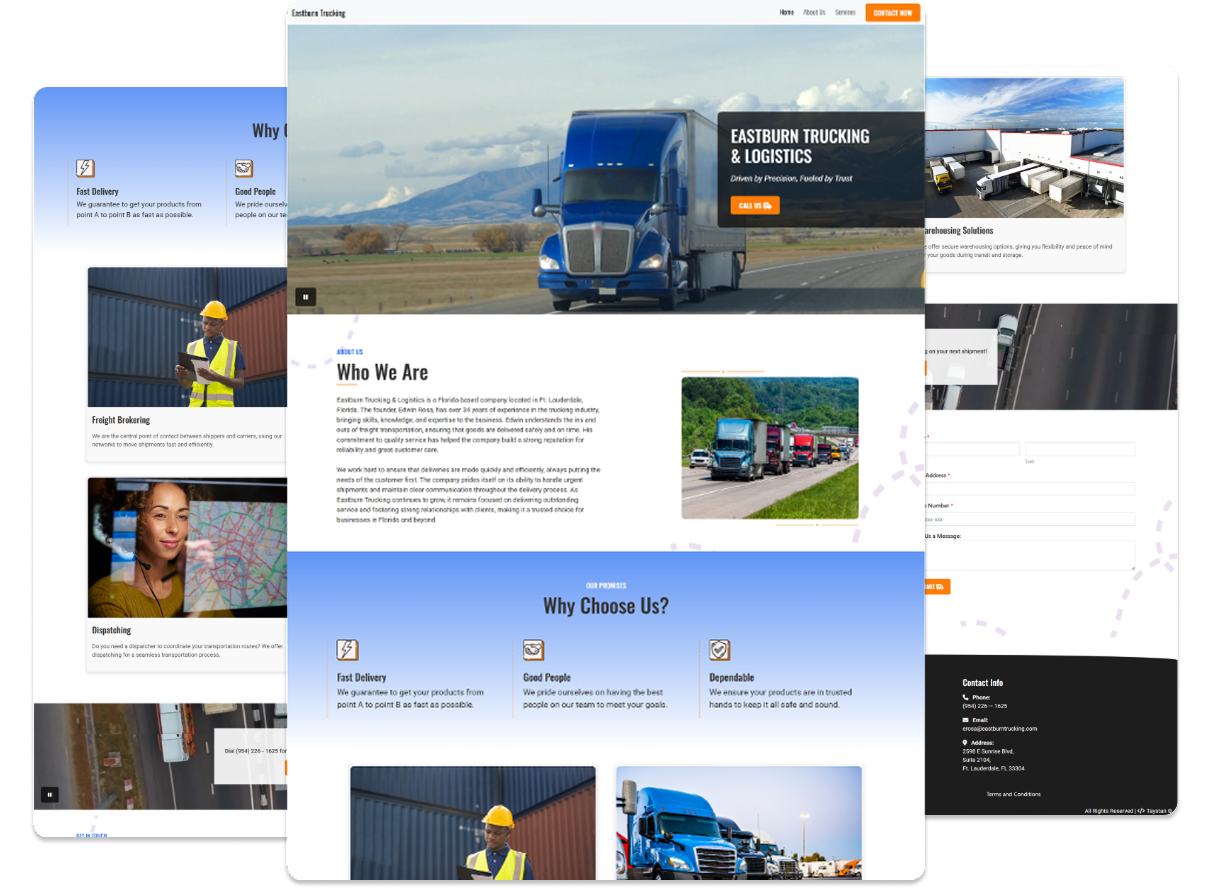 Eastburn Trucking
Home About Us Services CONTACT NOW
EASTBURN TRUCKING
& LOGISTICS
Driven by Precision, Fueled by Trust
CALL US
ABOUT US
Who We Are
Eastburn Trucking & Logistics is a Florida-based company located in Ft. Lauderdale,
Florida. The founder, Edwin Rosa, has over 34 years of experience in the trucking industry,
bringing skills, knowledge, and expertise to the business. Edwin understands the ins and
outs of freight transportation, ensuring that goods are delivered safely and on time. His
commitment to quality service has helped the company build a strong reputation for
reliability and great customer care.
We work hard to ensure that deliveries are made quickly and efficiently, always putting the
needs of the customer first. The company prides itself on its ability to handle urgent
shipments and maintain clear communication throughout the delivery process. As
Eastburn Trucking continues to grow, it remains focused on delivering outstanding
service and fostering strong relationships with clients, making it a trusted choice for
businesses in Florida and beyond.
OUR PROMISES
Why Choose Us?
Fast Delivery
We guarantee to get your products from
point A to point B as fast as possible.
Good People
We pride ourselves on having the best
people on our team to meet your goals.
Dependable
We ensure your products are in trusted
hands to keep it all safe and sound.
Why
Fast Delivery
We guarantee to get your products from
point A to point B as fast as possible.
Good People
We pride
people on our
Freight Brokering
We are the central point of contact between shippers and carriers, using our
networks to move shipments fast and efficiently.
Dispatching
Do you need a dispatcher to coordinate your transportation routes? We offer
dispatching for a seamless transportation process.
Dial (954) 226 - 1625 for
GET IN TOUCH
Solutions
offer secure warehousing options, giving you flexibility and peace of mind
your goods during transit and storage.
on your next shipment!
*
Last
Address *
Number *
Us a Message:
Contact Info
Phone:
(954) 226 – 1625
Email:
erosa@eastburntrucking.com
Address:
2598 E Sunrise Blvd,
Suite 2104,
Ft. Lauderdale, FL 33304
Terms and Conditions
All Rights Reserved | </> Taystan ©